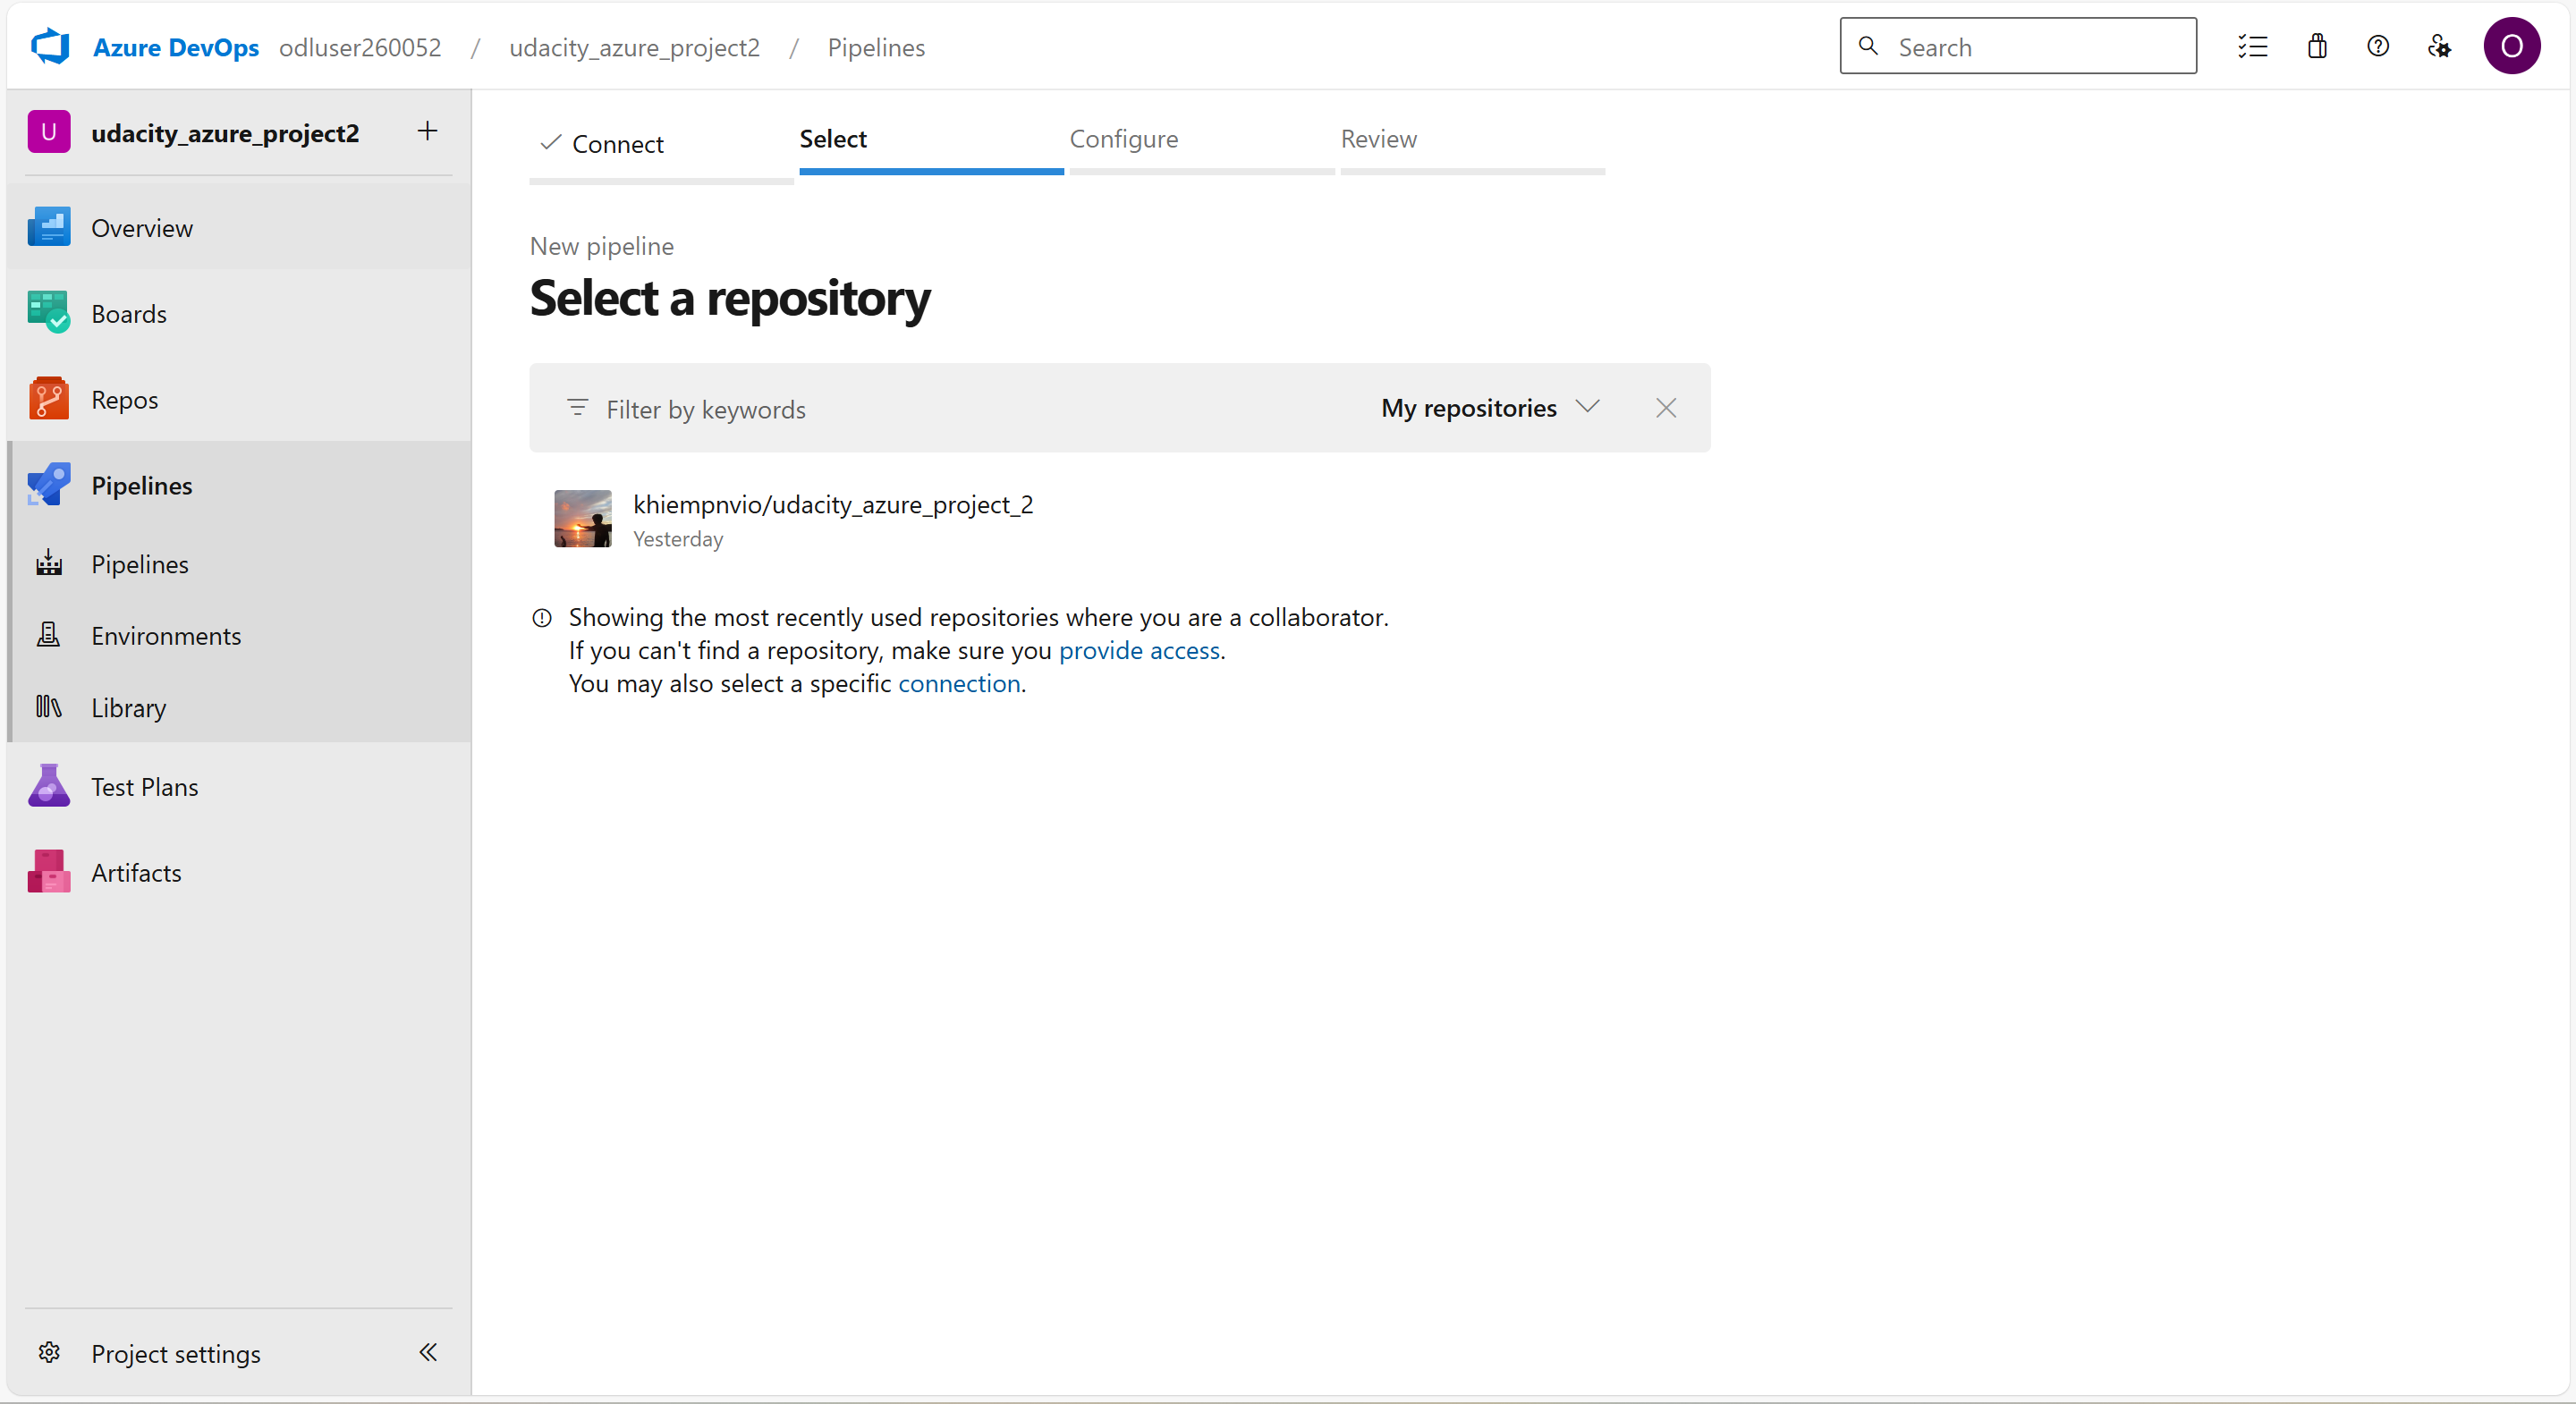 Azure DevOps odluser260052 / udacity_azure_project2 / Pipelines
Search
O
U udacity_azure_project2
Overview
Boards
Repos
Pipelines
Pipelines
Environments
Library
Test Plans
Artifacts
Project settings
Connect Select Configure Review
New pipeline
Select a repository
Filter by keywords My repositories
khiempnvio/udacity_azure_project_2
Yesterday
Showing the most recently used repositories where you are a collaborator.
If you can't find a repository, make sure you provide access.
You may also select a specific connection.